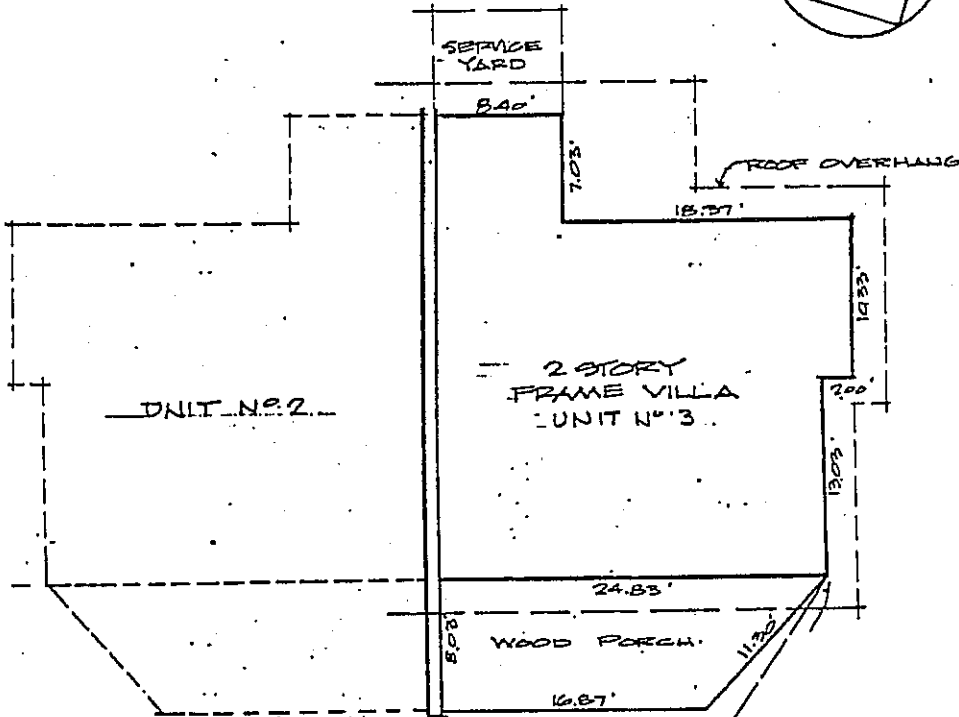 SERVICE
YARD
8.40'
7.03'
ROOF OVERHANG
18.37'
10.33'
2.00'
2 STORY
FRAME VILLA
UNIT Nº 3
UNIT Nº 2
13.03'
24.83'
8.03'
WOOD PORCH
11.30'
16.87'